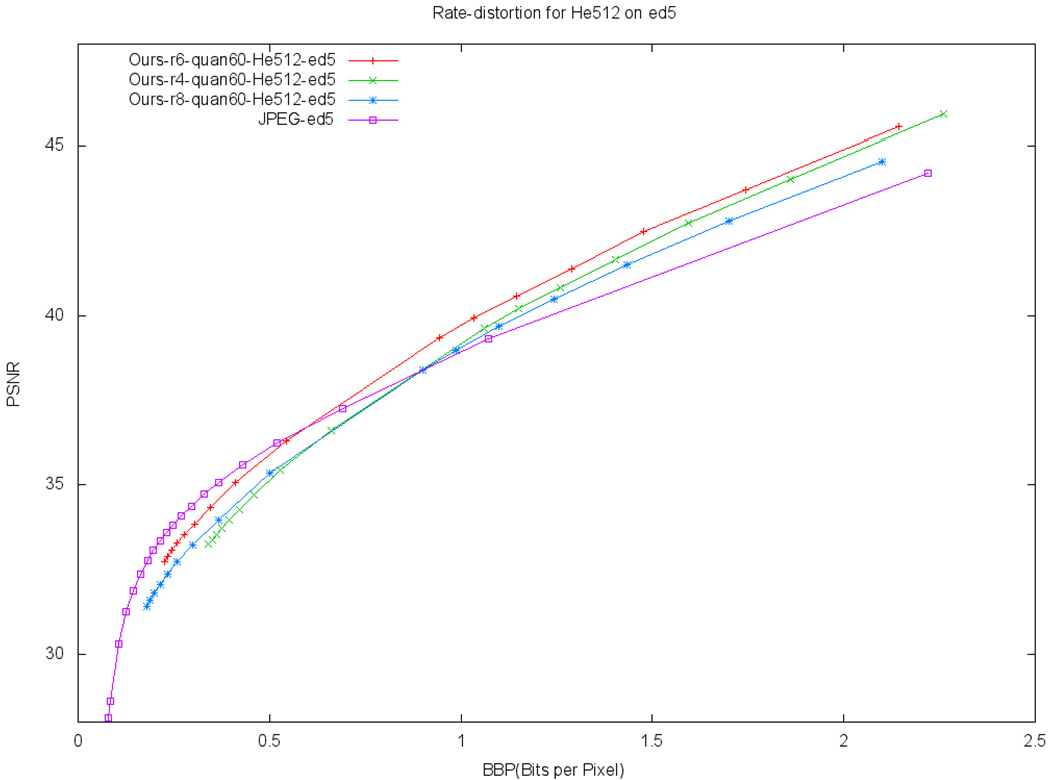 Rate-distortion for He512 on ed5
Ours-r6-quan60-He512-ed5
Ours-r4-quan60-He512-ed5
Ours-r8-quan60-He512-ed5
JPEG-ed5
45
40
35
30
PSNR
0 0.5 1 1.5 2 2.5
BBP(Bits per Pixel)